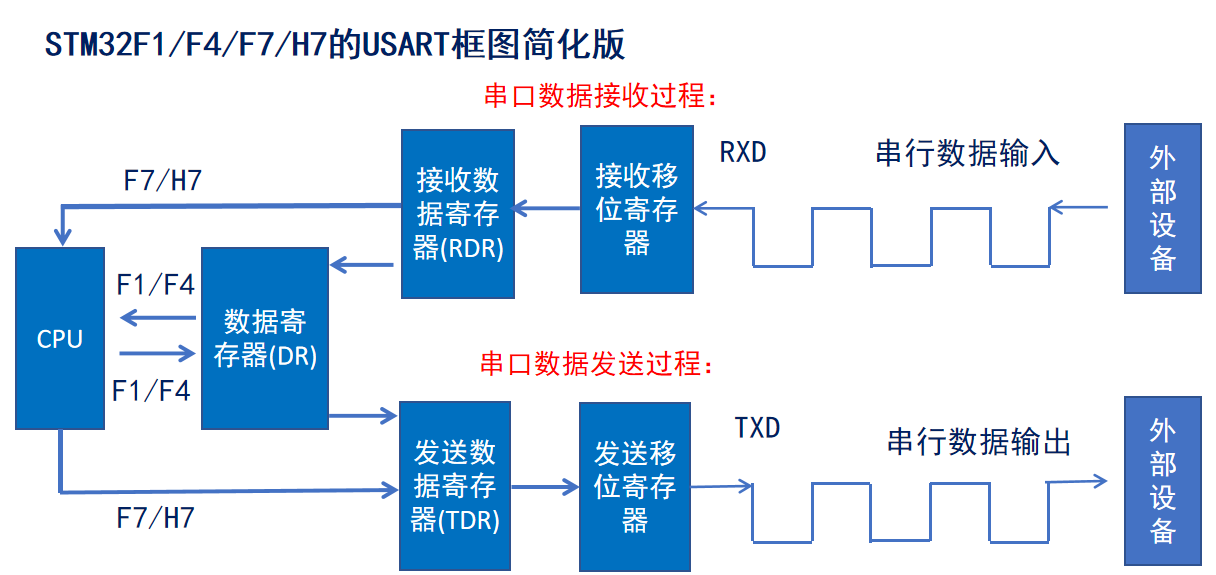 STM32F1/F4/F7/H7的USART框图简化版
串口数据接收过程：
RXD
串行数据输入
外
部
设
备
接收移
位寄存
器
接收数
据寄存
器(RDR)
F7/H7
CPU
F1/F4
F1/F4
数据寄
存器(DR)
串口数据发送过程：
F7/H7
发送数
据寄存
器(TDR)
发送移
位寄存
器
TXD
串行数据输出
外
部
设
备